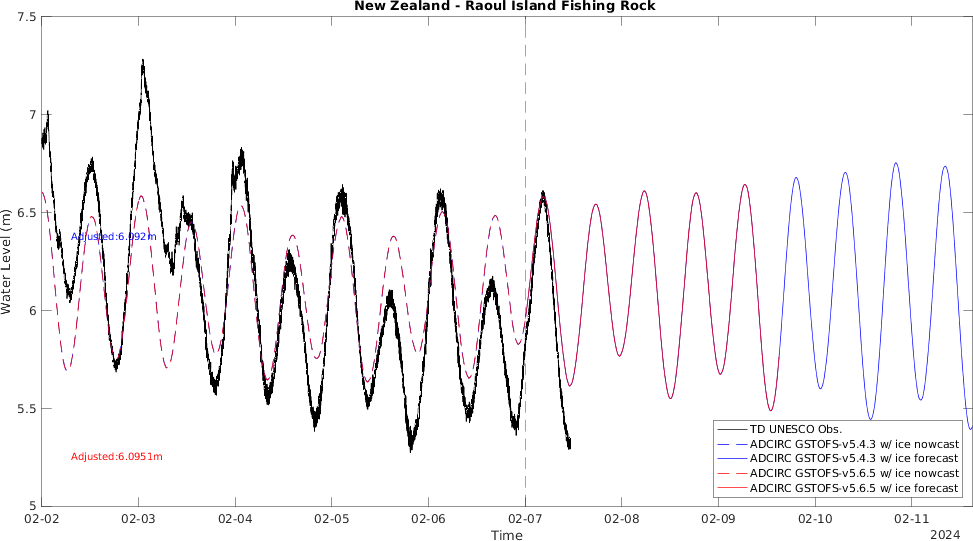 New Zealand - Raoul Island Fishing Rock
7.5
7
6.5
6
5.5
5
Water Level (m)
Adjusted:6.092m
Adjusted:6.0951m
TD UNESCO Obs.
ADCIRC GSTOFS-v5.4.3 w/ ice nowcast
ADCIRC GSTOFS-v5.4.3 w/ ice forecast
ADCIRC GSTOFS-v5.6.5 w/ ice nowcast
ADCIRC GSTOFS-v5.6.5 w/ ice forecast
02-02 02-03 02-04 02-05 02-06 02-07 02-08 02-09 02-10 02-11
Time
2024